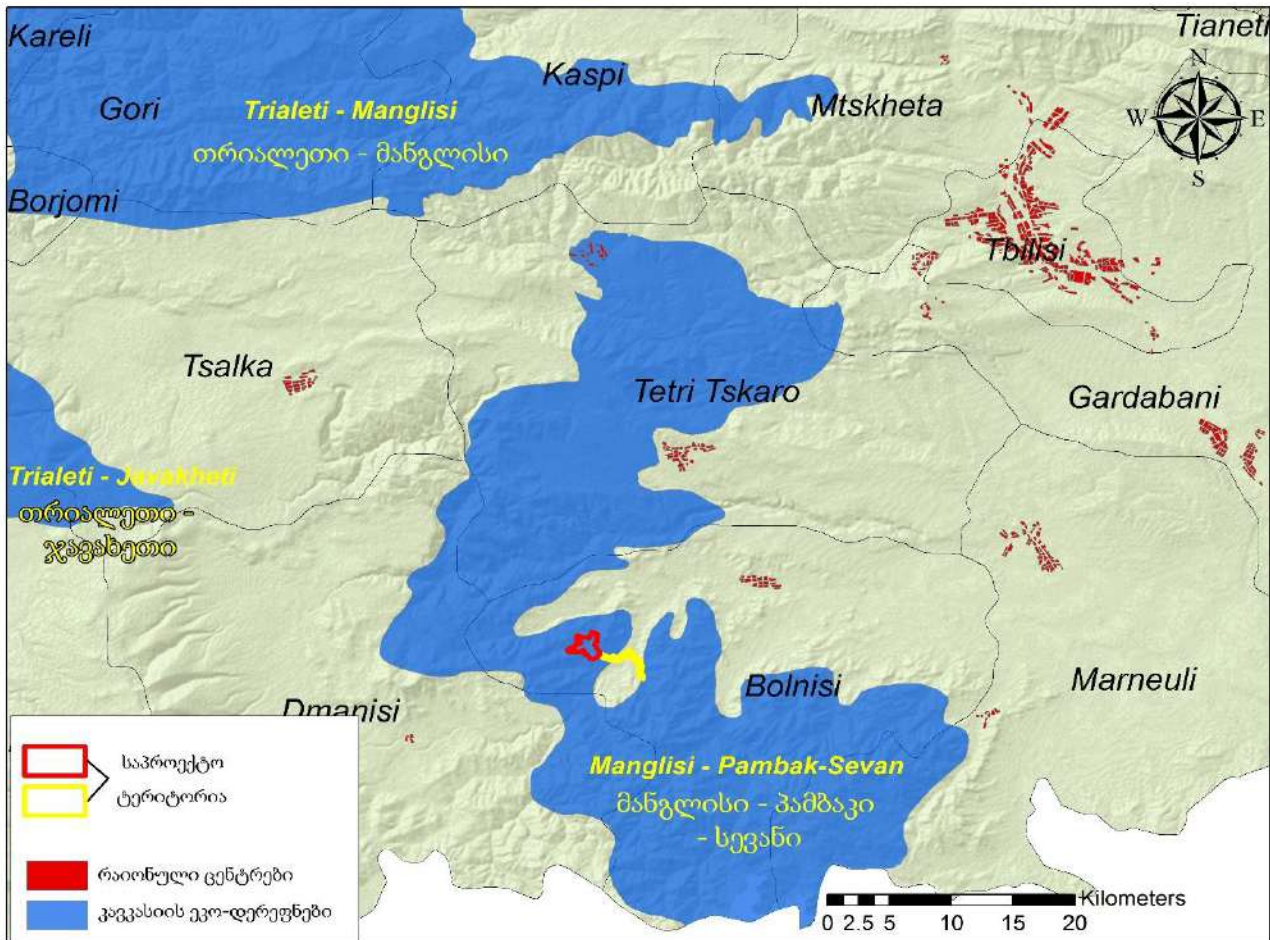 Kareli
Tianeti
N
Kaspi
Gori
Trialeti - Manglisi
Mtskheta
W
E
თრიალეთი - მანგლისი
S
Borjomi
Tbilisi
Tsalka
Tetri Tskaro
Gardabani
Trialeti - Javakheti
თრიალეთი -
ჯავახეთი
Bolnisi
Marneuli
Dmanisi
Manglisi - Pambak-Sevan
მანგლისი - პამბაკი
- სევანი
საპროექტო
ტერიტორია
რაიონული ცენტრები
კავკასიის ეკო-დერეფნები
Kilometers
0 2.5 5 10 15 20